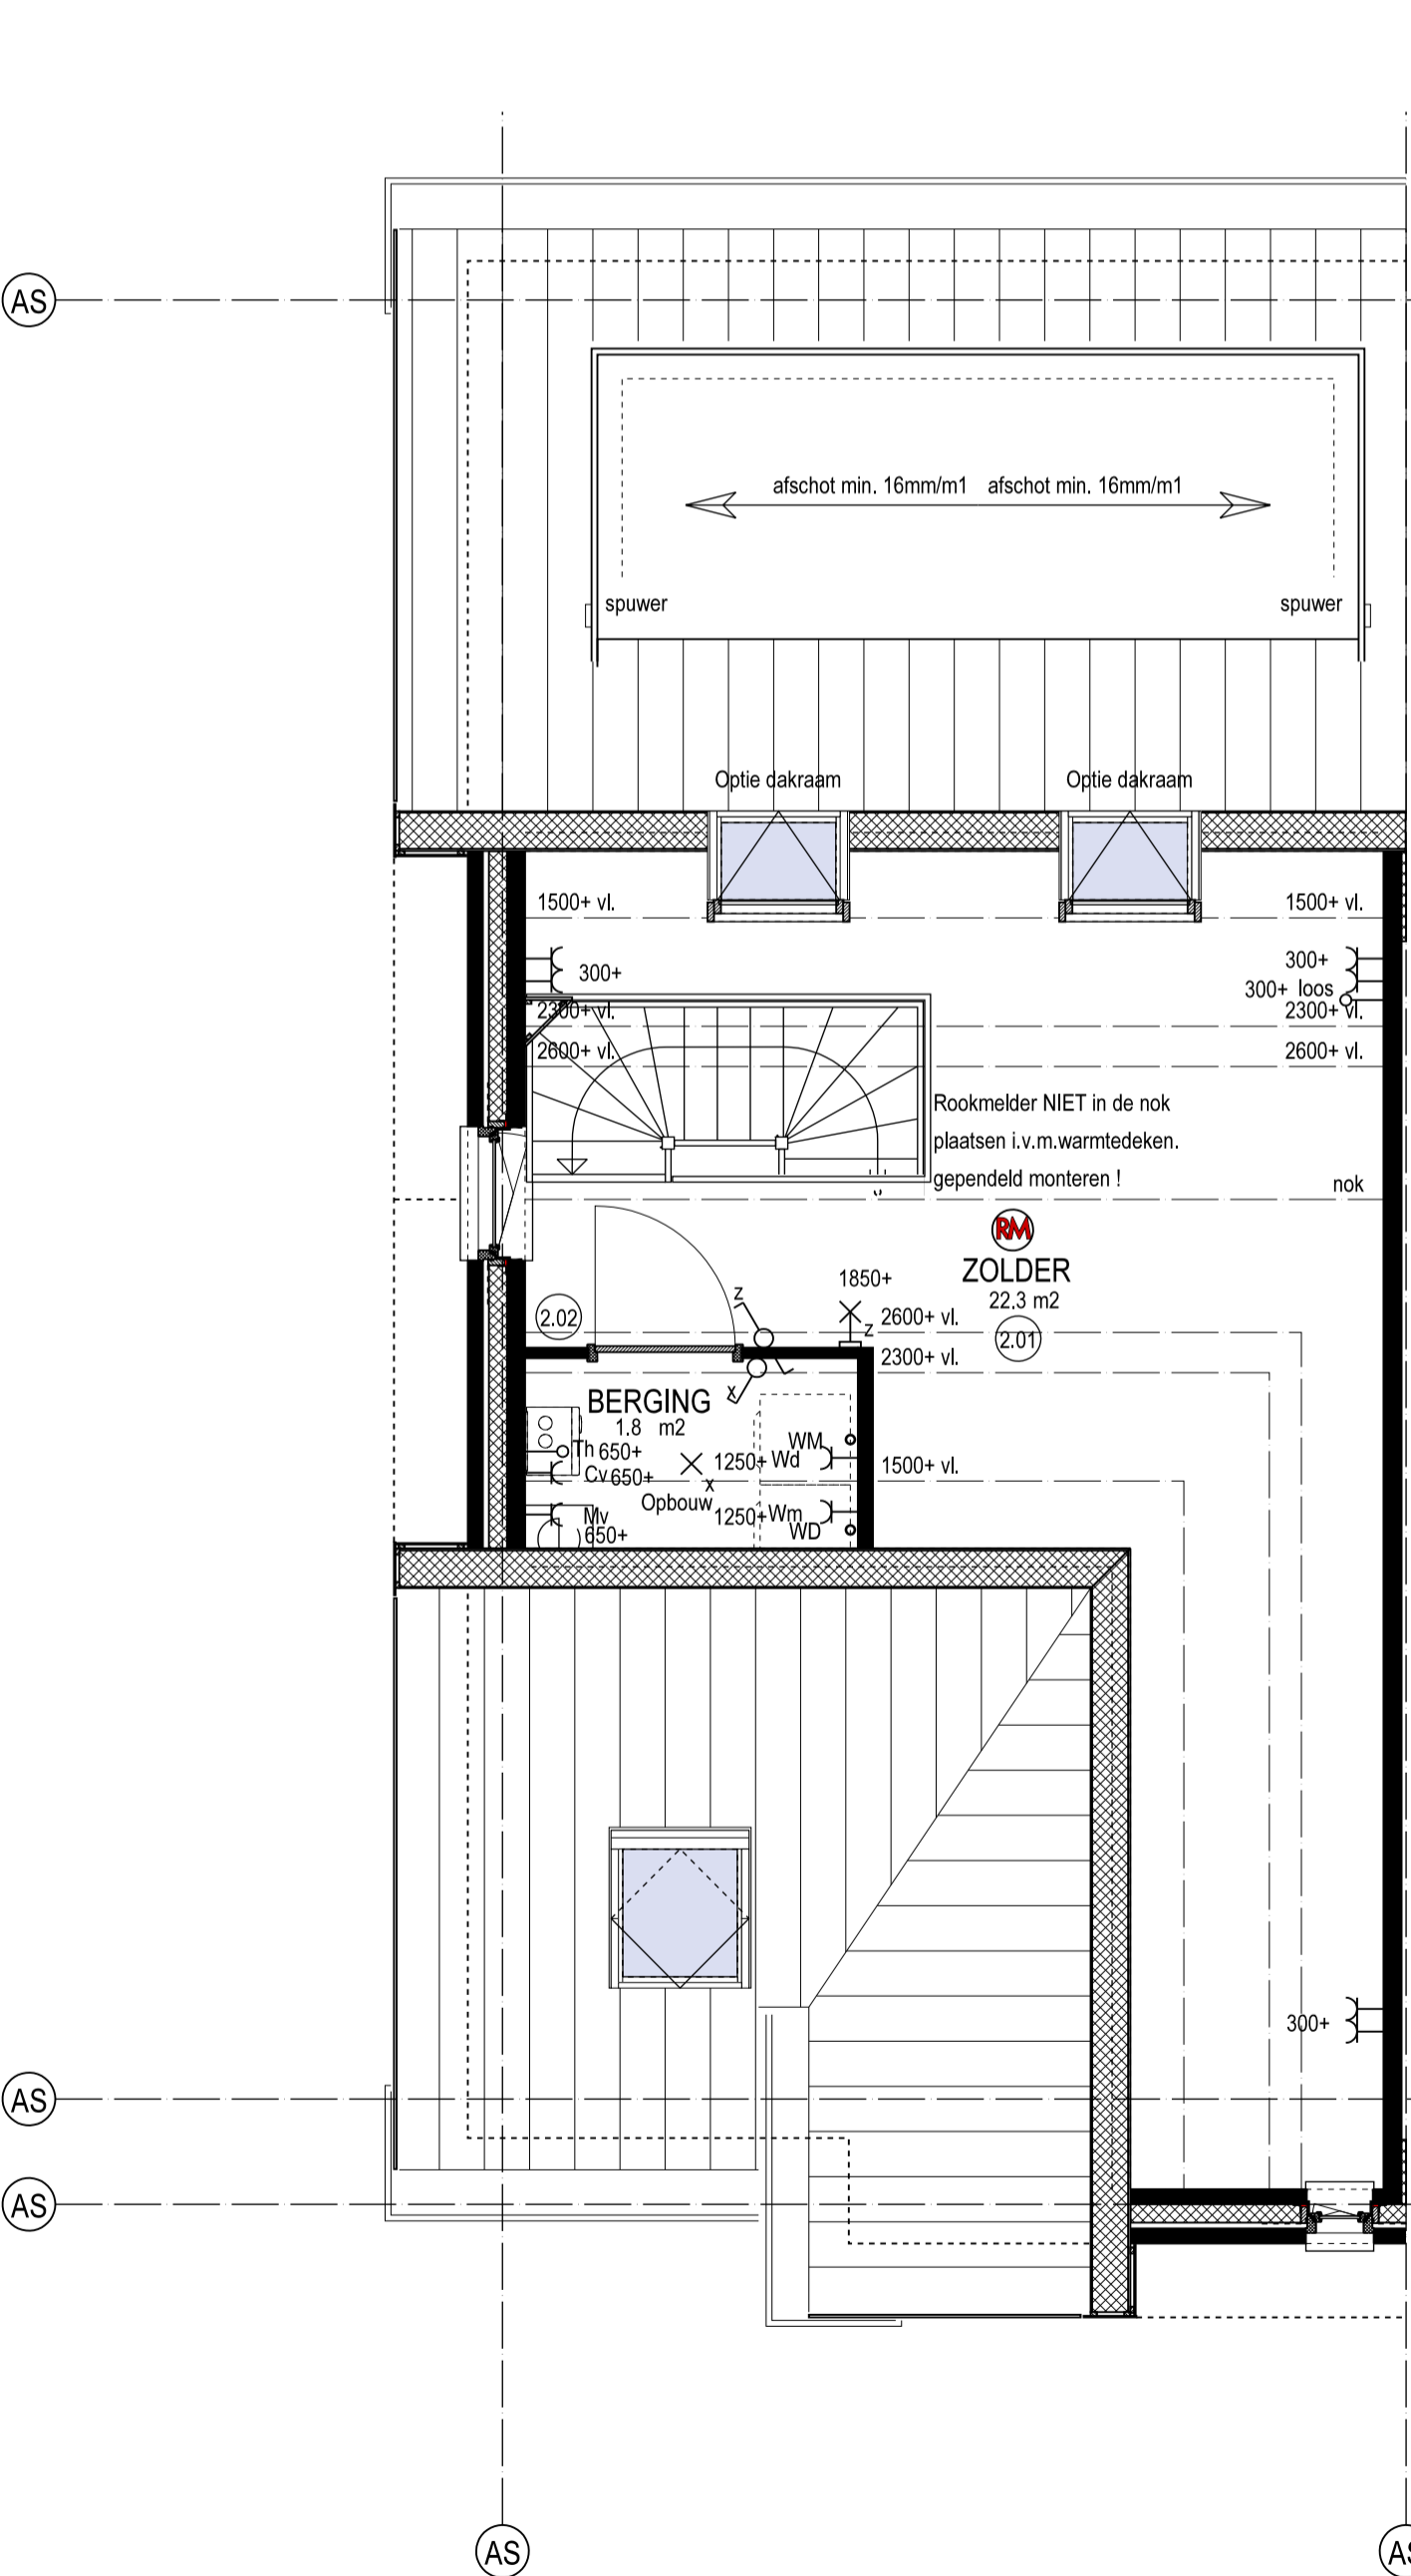 AS
afschot min. 16mm/m1 afschot min. 16mm/m1
spuwer spuwer
Optie dakraam Optie dakraam
1500+ vl. 1500+ vl.
300+ 300+
300+ loos
2300+ vl. 2300+ vl.
2600+ vl. 2600+ vl.
Rookmelder NIET in de nok
plaatsen i.v.m.warmtedeken.
gependeld monteren !
nok
RM
ZOLDER
22.3 m2
2.01
1850+
z
z
2600+ vl.
2.02
2300+ vl.
x
BERGING
1.8 m2
WM
Th 650+
1250+ Wd
Cv 650+
1500+ vl.
x
Opbouw
1250+ Wm
Mv
650+
WD
300+
AS
AS
AS